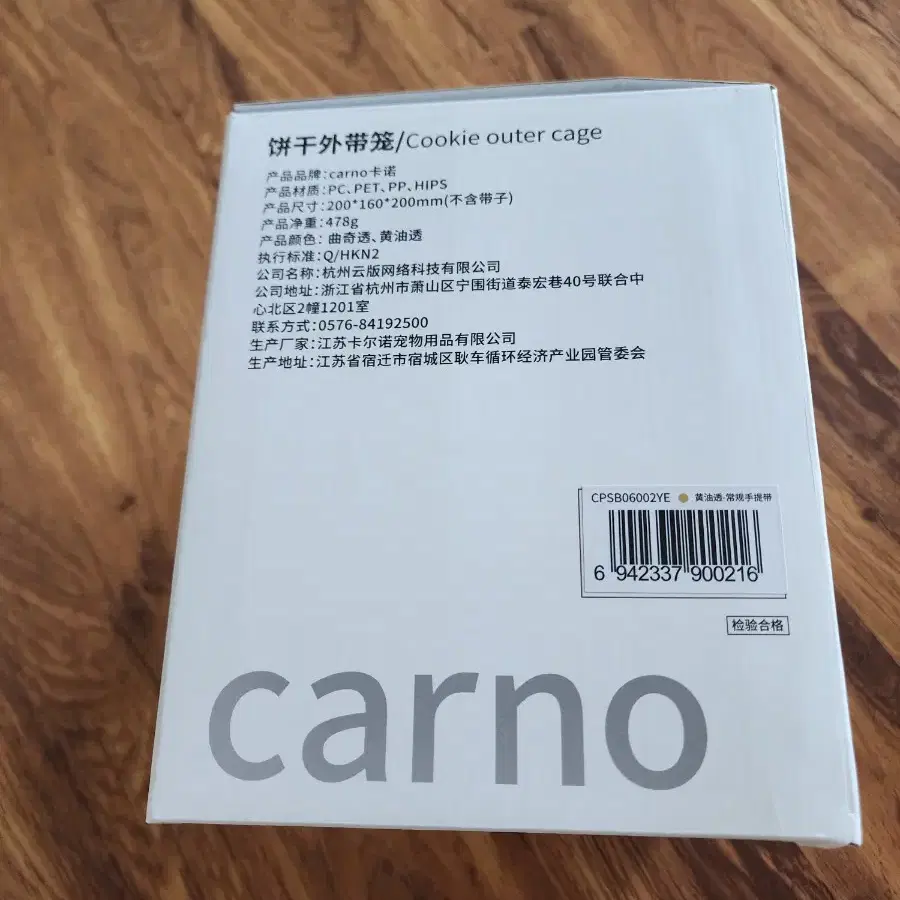 饼干外带笼/Cookie outer cage
产品品牌:carno卡诺
产品材质:PC、PET、PP、HIPS
产品尺寸:200*160*200mm(不含带子)
产品净重:478g
产品颜色: 曲奇透、黄油透
执行标准:Q/HKN2
公司名称:杭州云版网络科技有限公司
公司地址:浙江省杭州市萧山区宁围街道泰宏巷40号联合中
心北区2幢1201室
联系方式:0576-84192500
生产厂家:江苏卡尔诺宠物用品有限公司
生产地址:江苏省宿迁市宿城区耿车循环经济产业园管委会
CPSB06002YE 黄油透-常规手提带
6 942337 900216
检验合格
carno